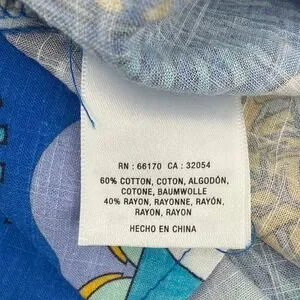 RN : 66170 CA : 32054
60% COTTON, COTON, ALGODÓN,
COTONE, BAUMWOLLE
40% RAYON, RAYONNE, RAYÓN,
RAYON, RAYON
HECHO EN CHINA